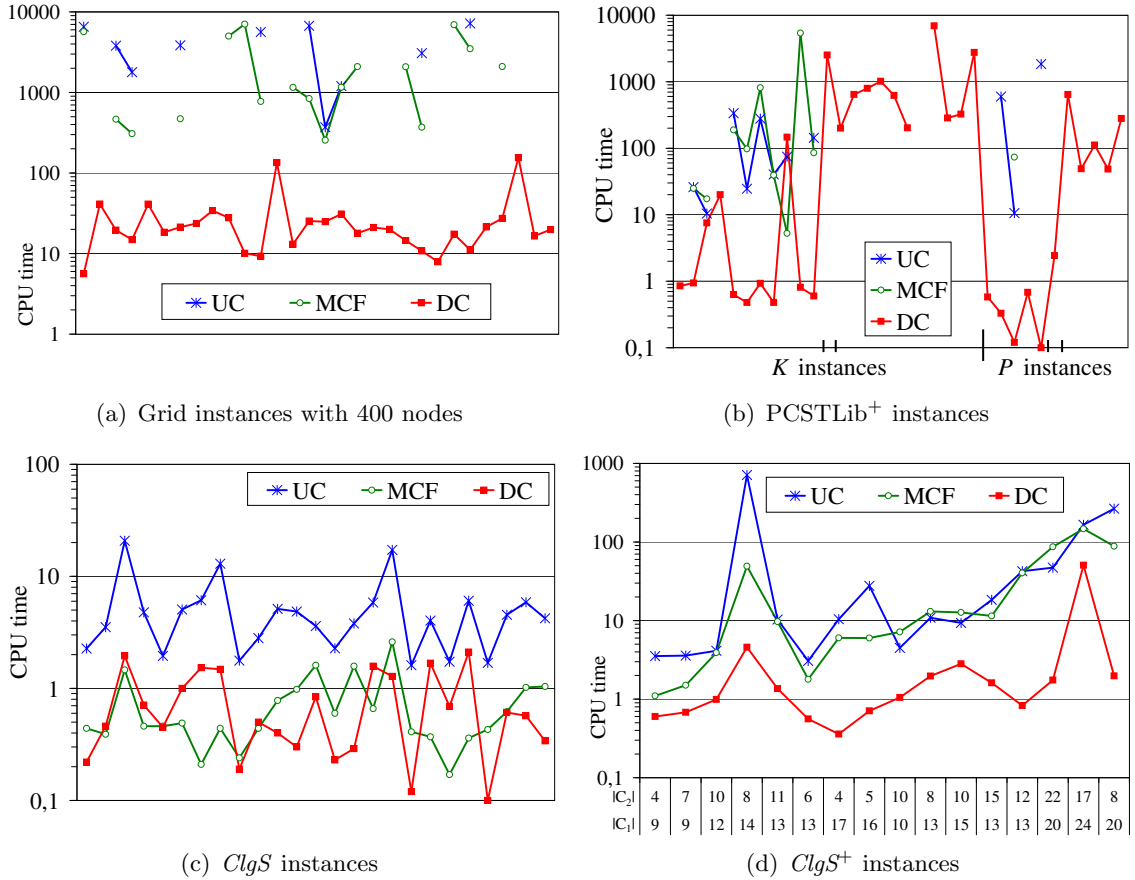 10000
1000
100
10
1
CPU time
UC MCF DC
(a) Grid instances with 400 nodes
10000
1000
100
10
1
0,1
CPU time
UC
MCF
DC
K instances P instances
(b) PCSTLib+ instances
100
10
1
0,1
CPU time
UC MCF DC
(c) ClgS instances
1000
100
10
1
0,1
CPU time
UC MCF DC
|C2| 4 7 10 8 11 6 4 5 10 8 10 15 12 22 17 8
|C1| 9 9 12 14 13 13 17 16 10 13 15 13 13 20 24 20
(d) ClgS+ instances